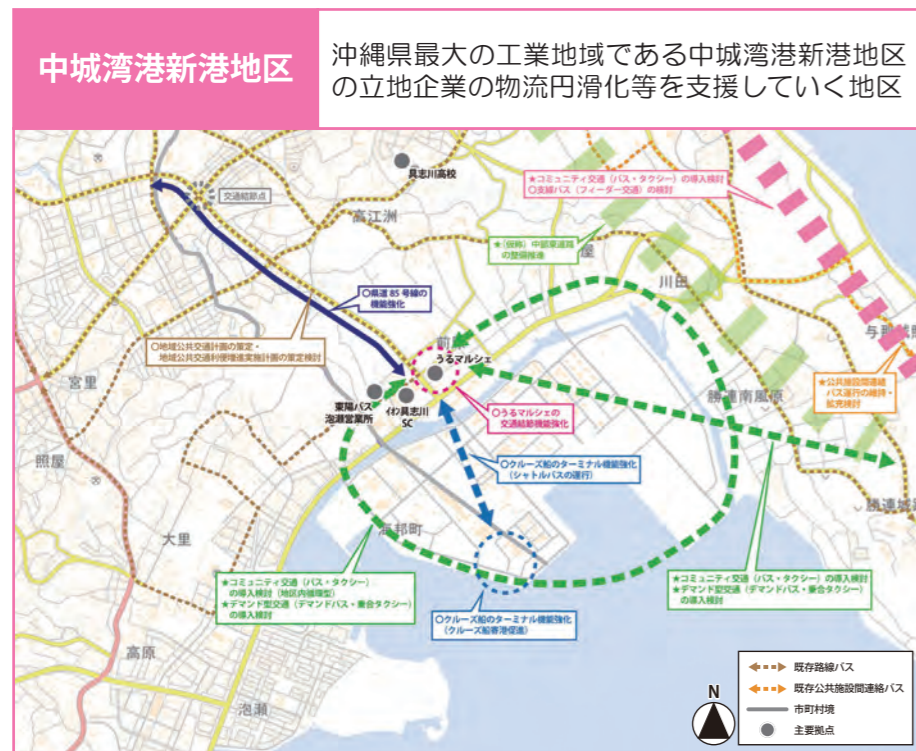 中城湾港新港地区
沖縄県最大の工業地域である中城湾港新港地区
の立地企業の物流円滑化等を支援していく地区
具志川高校
交通結節点
高江洲
★コミュニティ交通（バス・タクシー）の導入検討
○支線バス（フィーダー交通）の検討
★（仮称）中部東道路
の整備推進
屋
川田
○県道 85 号線の
機能強化
○地域公共交通計画の策定・
地域公共交通利便増進実施計画の策定検討
前原
うるマルシェ
宮里
東陽バス
泡瀬営業所
イオン具志川
SC
勝連南風原
★公共施設間連絡
バス運行の維持・
拡充検討
○うるマルシェの
交通結節機能強化
照屋
○クルーズ船のターミナル機能強化
（シャトルバスの運行）
大里
海邦町
★コミュニティ交通（バス・タクシー）
の導入検討（地区内循環型）
★デマンド型交通（デマンドバス・乗合タクシー）
の導入検討
★コミュニティ交通（バス・タクシー）の導入検討
★デマンド型交通（デマンドバス・乗合タクシー）
の導入検討
○クルーズ船のターミナル機能強化
（クルーズ船寄港促進）
高原
泡瀬
N
既存路線バス
既存公共施設間連絡バス
市町村境
主要拠点